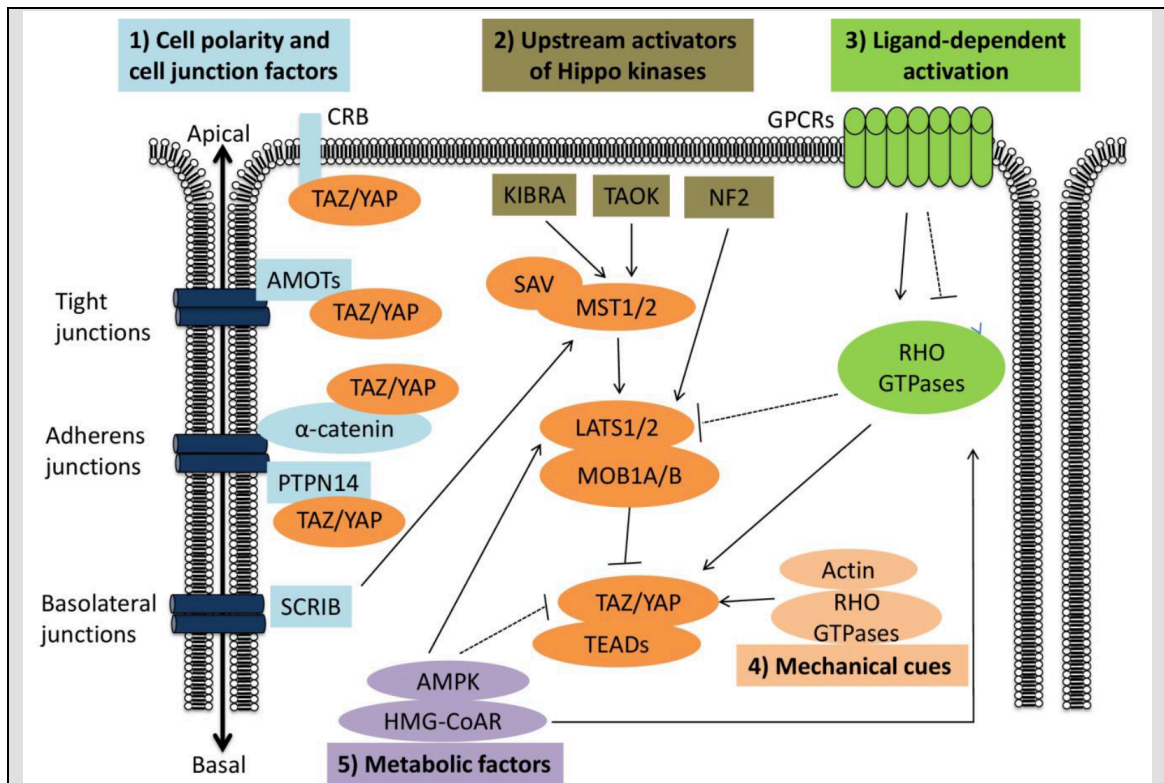 1) Cell polarity and
cell junction factors
2) Upstream activators
of Hippo kinases
3) Ligand-dependent
activation
CRB
GPCRs
Apical
TAZ/YAP
KIBRA
TAOK
NF2
AMOTs
SAV
MST1/2
Tight
junctions
TAZ/YAP
RHO
GTPases
TAZ/YAP
α-catenin
LATS1/2
Adherens
junctions
MOB1A/B
PTPN14
TAZ/YAP
Actin
RHO
GTPases
Basolateral
junctions
SCRIB
TAZ/YAP
TEADs
4) Mechanical cues
AMPK
HMG-CoAR
5) Metabolic factors
Basal